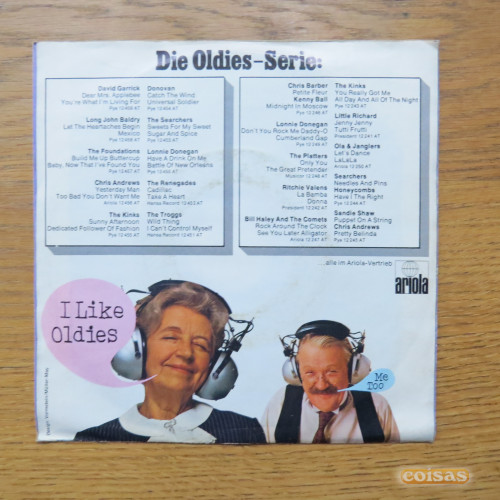 Die Oldies-Serie:
David Garrick
Dear Mrs. Applebee
You're What I'm Living For
Pye 12 409 AT
Long John Baldry
Let The Heartaches Begin
Mexico
The Foundations
Build Me Up Buttercup
Baby, Now That I've Found You
Chris Andrews
Yesterday Man
Too Bad You Don't Want Me
The Kinks
Sunny Afternoon
Dedicated Follower Of Fashion
Donovan
Catch The Wind
Universal Soldier
The Searchers
Sweets For My Sweet
Sugar And Spice
Lonnie Donegan
Have A Drink On Me
Battle Of New Orleans
The Renegades
Cadillac
Take A Heart
The Troggs
Wild Thing
I Can't Control Myself
Chris Barber
Petite Fleur
Kenny Ball
Midnight In Moscow
Lonnie Donegan
Don't You Rock Me Daddy-O
Cumberland Gap
The Platters
Only You
The Great Pretender
Ritchie Valens
La Bamba
Donna
Bill Haley And The Comets
Rock Around The Clock
See You Later Alligator
The Kinks
You Really Got Me
All Day And All Of The Night
Little Richard
Jenny Jenny
Tutti Frutti
Ola & Janglers
Let's Dance
LaLaLa
Searchers
Needles And Pins
Honeycombs
Have I The Right
Sandie Shaw
Puppet On A String
Chris Andrews
Pretty Belinda
...alle im Ariola-Vertrieb
ariola
I Like
Oldies
Me
Too
coisas